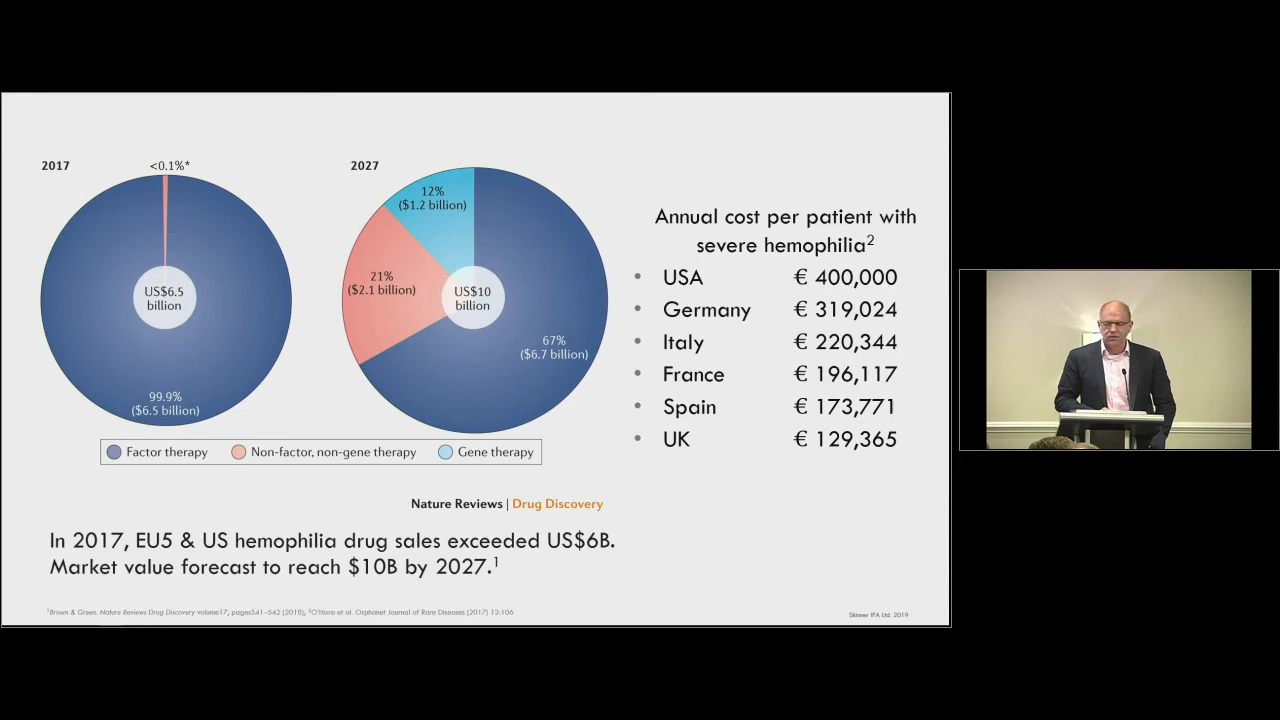 2017
<0.1%*
US$6.5
billion
99.9%
($6.5 billion)
2027
12%
($1.2 billion)
21%
($2.1 billion)
US$10
billion
67%
($6.7 billion)
Factor therapy
Non-factor, non-gene therapy
Gene therapy
Nature Reviews | Drug Discovery
Annual cost per patient with
severe hemophilia2
• USA € 400,000
• Germany € 319,024
• Italy € 220,344
• France € 196,117
• Spain € 173,771
• UK € 129,365
In 2017, EU5 & US hemophilia drug sales exceeded US$6B.
Market value forecast to reach $10B by 2027.1
1Brown & Green. Nature Reviews Drug Discovery volume17, pages541–542 (2018); 2O'Hara et al. Orphanet Journal of Rare Diseases (2017) 12:106
Skinner IPA Ltd. 2019